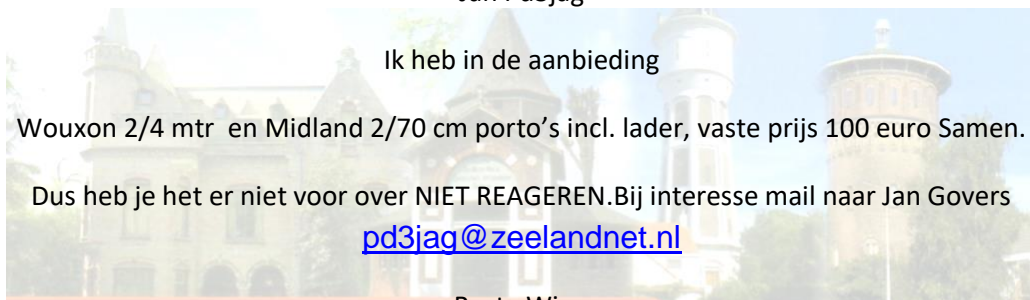 Ik heb in de aanbieding
Wouxon 2/4 mtr en Midland 2/70 cm porto’s incl. lader, vaste prijs 100 euro Samen.
Dus heb je het er niet voor over NIET REAGEREN.Bij interesse mail naar Jan Govers
pd3jag@zeelandnet.nl